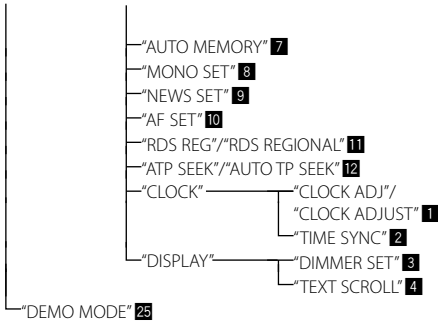 “AUTO MEMORY” 7
“MONO SET” 8
“NEWS SET” 9
“AF SET” 10
“RDS REG”/“RDS REGIONAL” 11
“ATP SEEK”/“AUTO TP SEEK” 12
“CLOCK” “CLOCK ADJ”/
“CLOCK ADJUST” 1
“TIME SYNC” 2
“DISPLAY” “DIMMER SET” 3
“TEXT SCROLL” 4
“DEMO MODE” 25